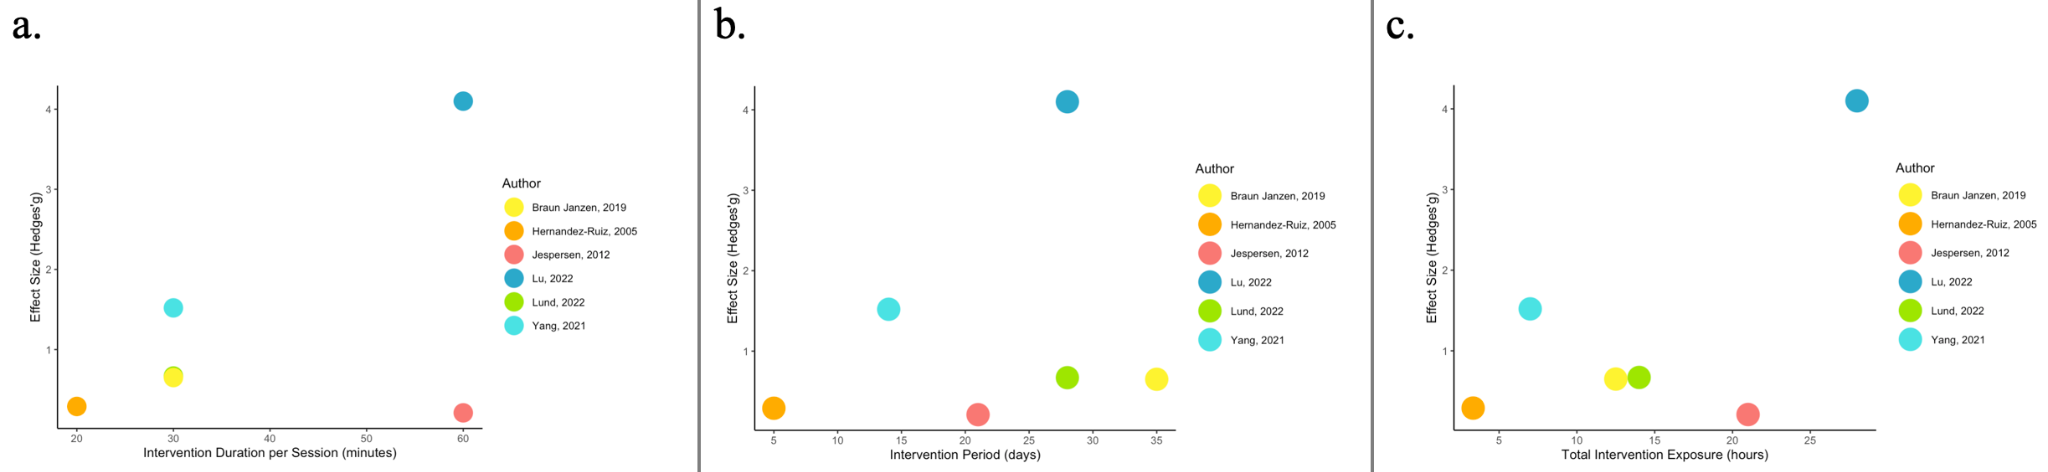 a.
Effect Size (Hedges'g)
4
3
2
1
20 30 40 50 60
Intervention Duration per Session (minutes)
Author
Braun Janzen, 2019
Hernandez-Ruiz, 2005
Jespersen, 2012
Lu, 2022
Lund, 2022
Yang, 2021
b.
Effect Size (Hedges'g)
4
3
2
1
5 10 15 20 25 30 35
Intervention Period (days)
Author
Braun Janzen, 2019
Hernandez-Ruiz, 2005
Jespersen, 2012
Lu, 2022
Lund, 2022
Yang, 2021
c.
Effect Size (Hedges'g)
4
3
2
1
5 10 15 20 25
Total Intervention Exposure (hours)
Author
Braun Janzen, 2019
Hernandez-Ruiz, 2005
Jespersen, 2012
Lu, 2022
Lund, 2022
Yang, 2021